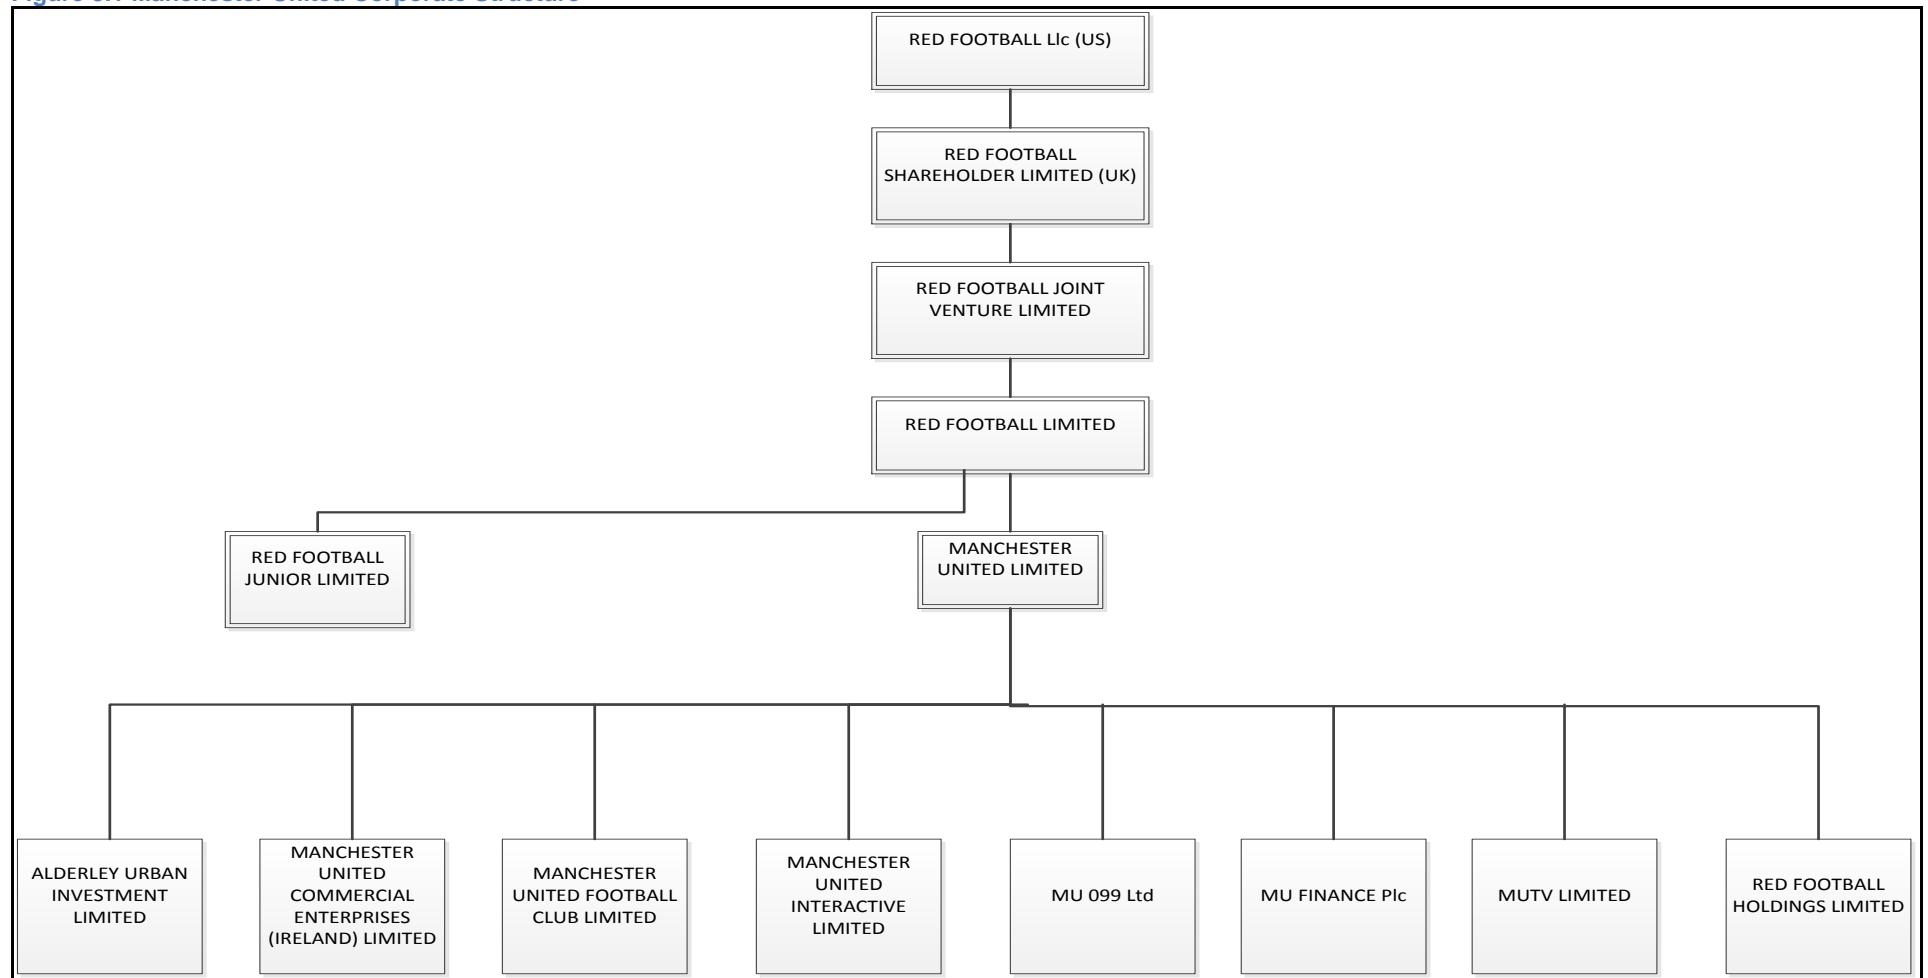 RED FOOTBALL Llc (US)
RED FOOTBALL
SHAREHOLDER LIMITED (UK)
RED FOOTBALL JOINT
VENTURE LIMITED
RED FOOTBALL LIMITED
RED FOOTBALL
JUNIOR LIMITED
MANCHESTER
UNITED LIMITED
ALDERLEY URBAN
INVESTMENT
LIMITED
MANCHESTER
UNITED
COMMERCIAL
ENTERPRISES
(IRELAND) LIMITED
MANCHESTER
UNITED FOOTBALL
CLUB LIMITED
MANCHESTER
UNITED
INTERACTIVE
LIMITED
MU 099 Ltd
MU FINANCE Plc
MUTV LIMITED
RED FOOTBALL
HOLDINGS LIMITED